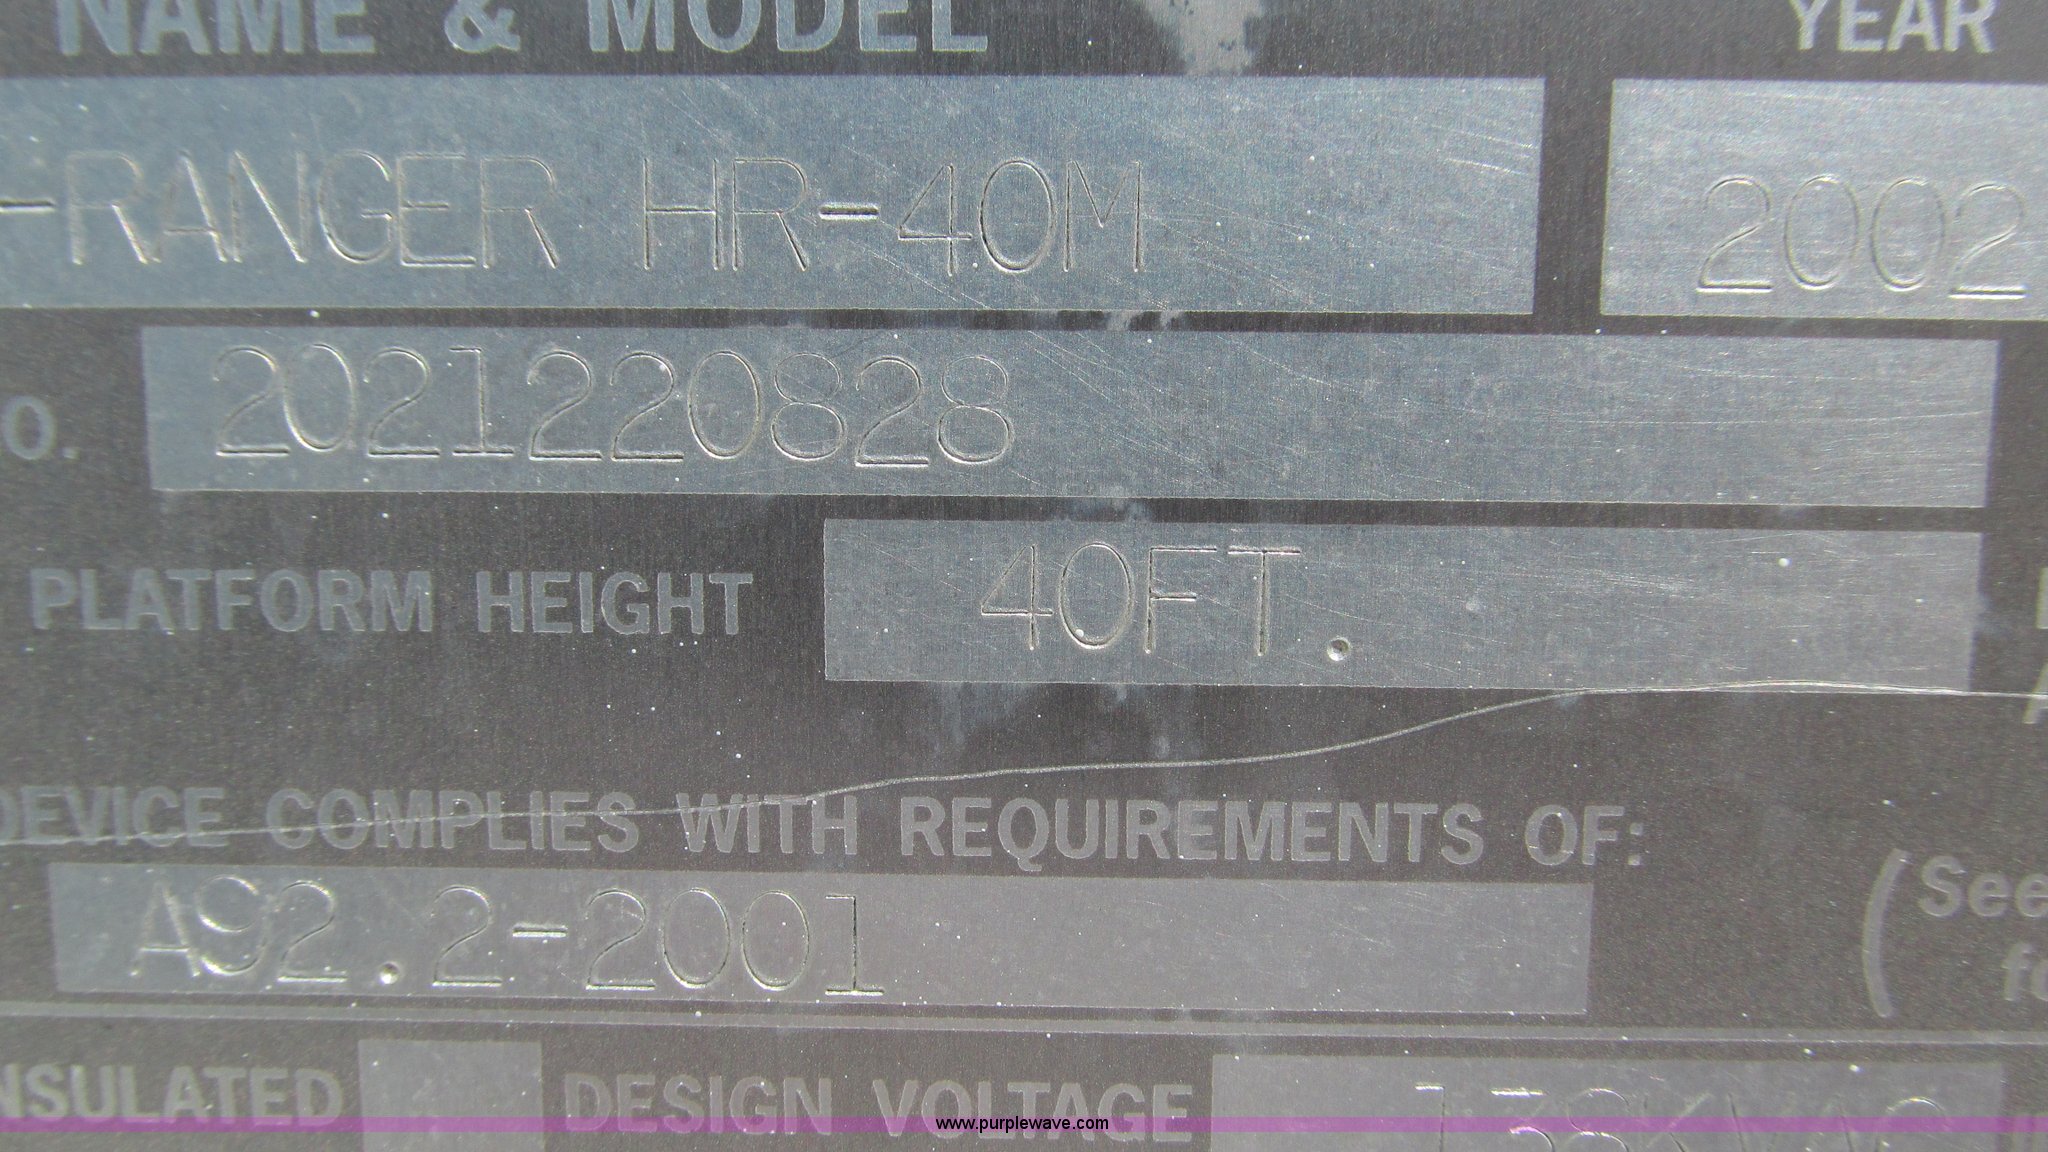 NAME & MODEL YEAR
-RANGER HR-40M 2002
O. 2021220828
PLATFORM HEIGHT 40FT.
DEVICE COMPLIES WITH REQUIREMENTS OF:
A92.2-2001 (See
NSULATED DESIGN VOLTAGE 138KVAC
www.purplewave.com